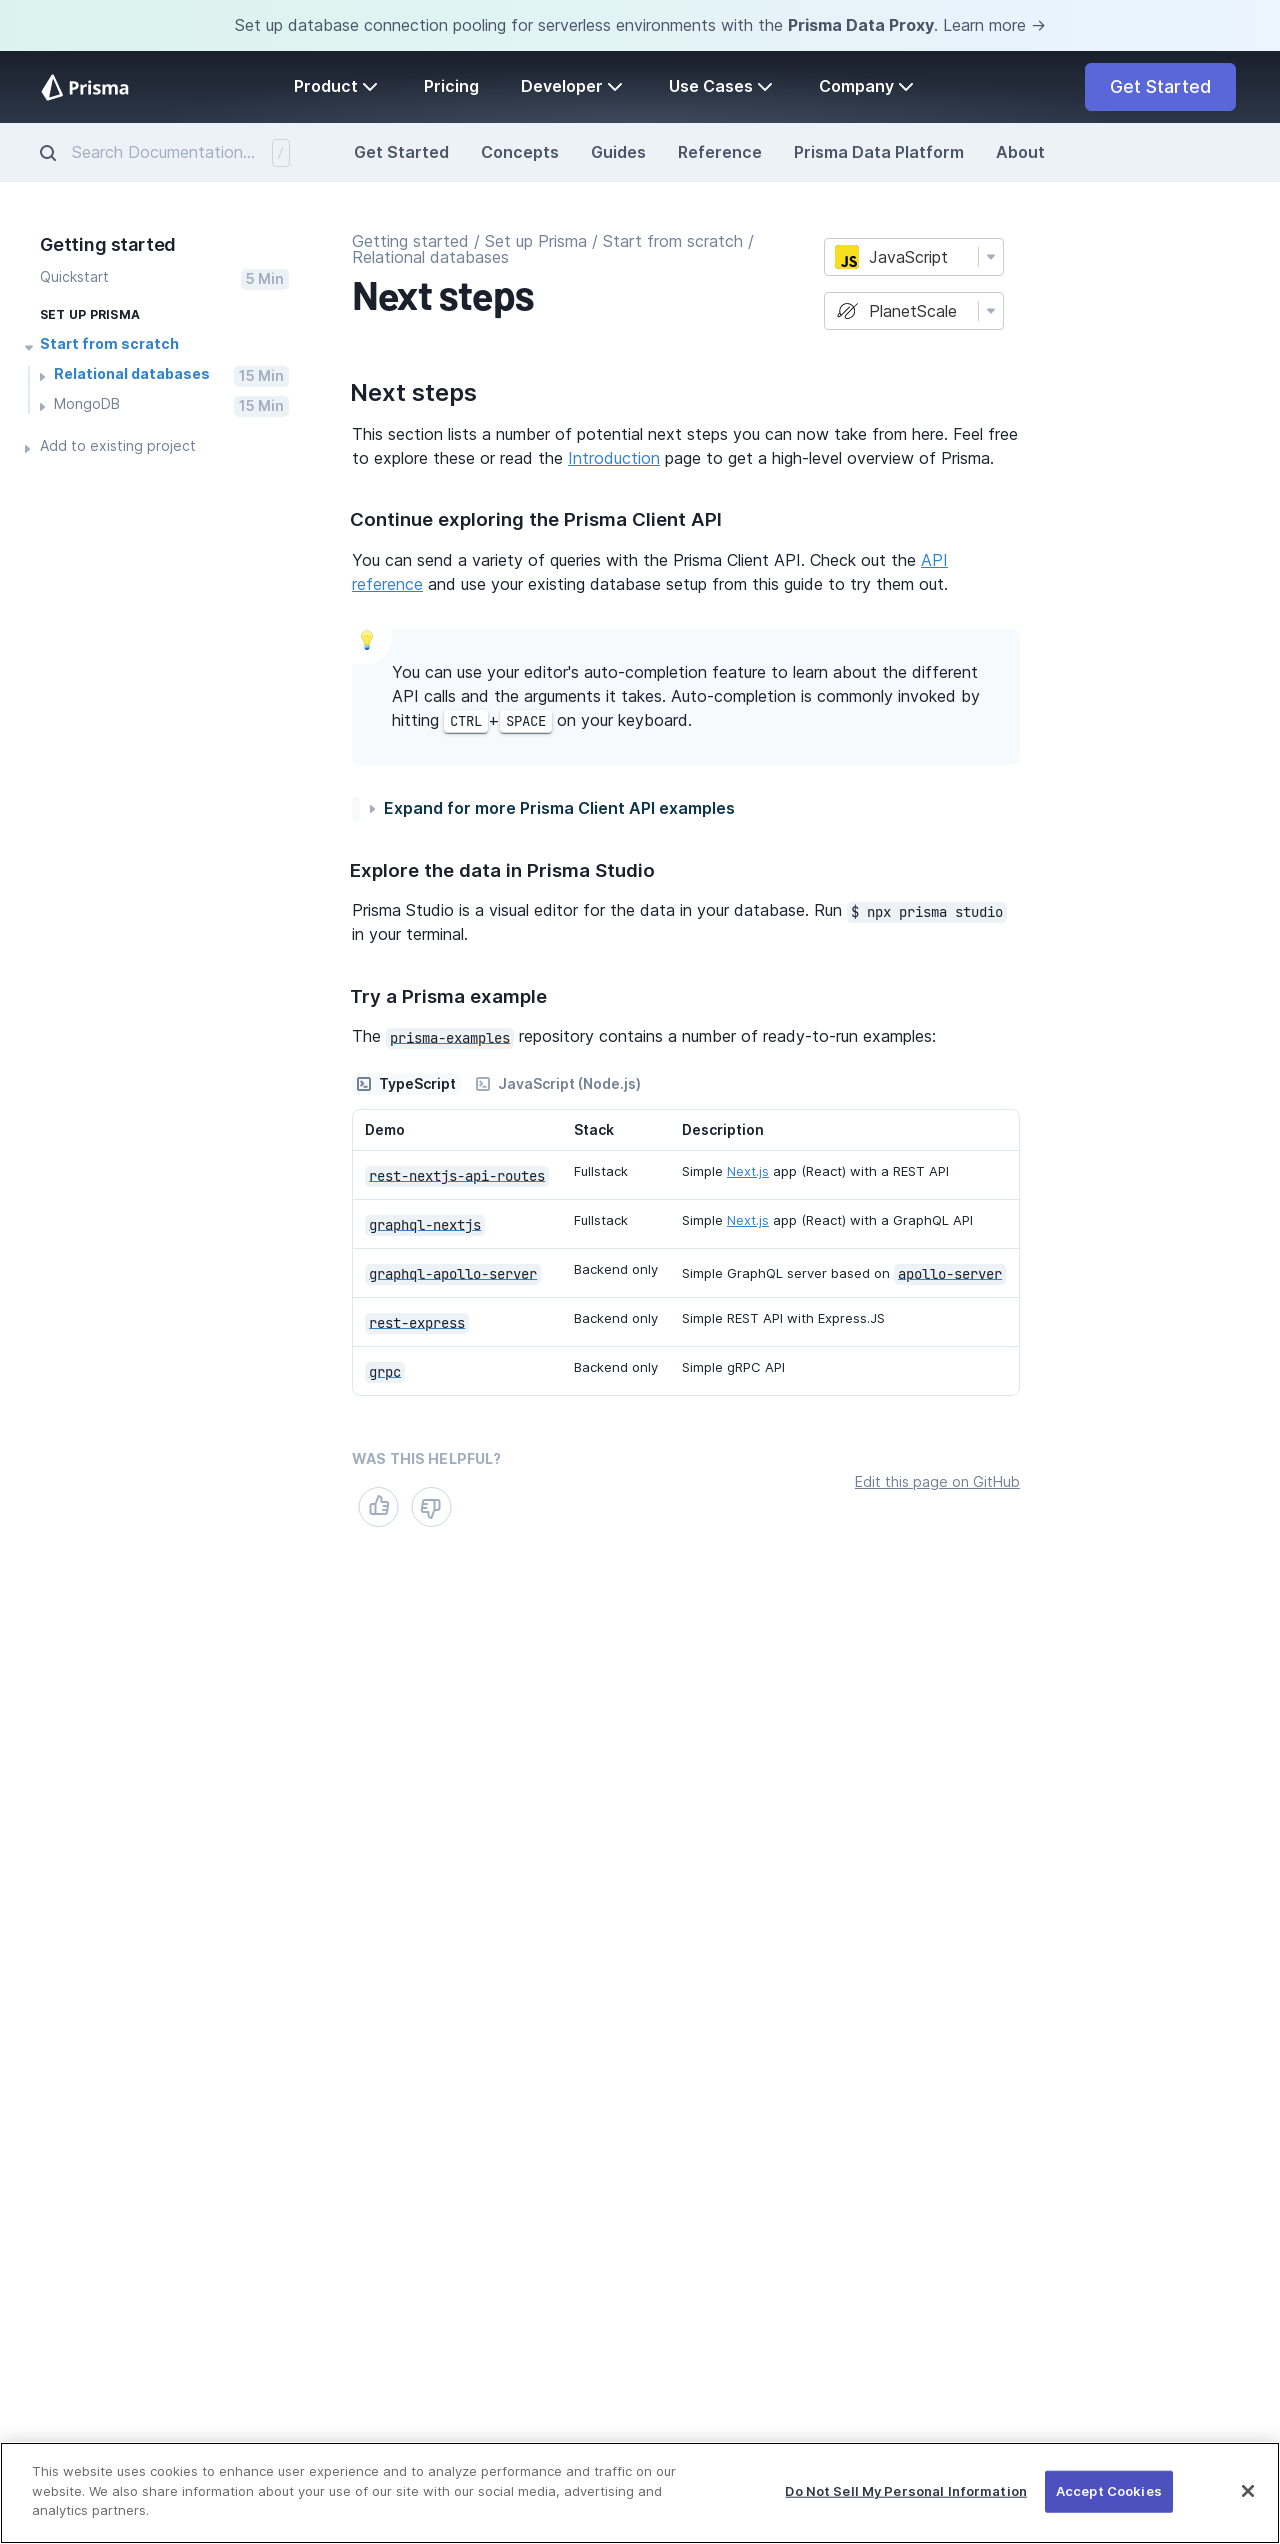 Set up database connection pooling for serverless environments with the Prisma Data Proxy. Learn more →
Prisma
Product
Pricing
Developer
Use Cases
Company
Get Started
Search Documentation...
/
Get Started
Concepts
Guides
Reference
Prisma Data Platform
About
Getting started
Quickstart
5 Min
SET UP PRISMA
Start from scratch
Relational databases
15 Min
MongoDB
15 Min
Add to existing project
Getting started / Set up Prisma / Start from scratch /
Relational databases
Next steps
JS
JavaScript
PlanetScale
Next steps
This section lists a number of potential next steps you can now take from here. Feel free
to explore these or read the Introduction page to get a high-level overview of Prisma.
Continue exploring the Prisma Client API
You can send a variety of queries with the Prisma Client API. Check out the API
reference and use your existing database setup from this guide to try them out.
You can use your editor's auto-completion feature to learn about the different
API calls and the arguments it takes. Auto-completion is commonly invoked by
hitting CTRL+SPACE on your keyboard.
Expand for more Prisma Client API examples
Explore the data in Prisma Studio
Prisma Studio is a visual editor for the data in your database. Run $ npx prisma studio
in your terminal.
Try a Prisma example
The prisma-examples repository contains a number of ready-to-run examples:
TypeScript
JavaScript (Node.js)
Demo Stack Description
rest-nextjs-api-routes Fullstack Simple Next.js app (React) with a REST API
graphql-nextjs Fullstack Simple Next.js app (React) with a GraphQL API
graphql-apollo-server Backend only Simple GraphQL server based on apollo-server
rest-express Backend only Simple REST API with Express.JS
grpc Backend only Simple gRPC API
WAS THIS HELPFUL?
Edit this page on GitHub
This website uses cookies to enhance user experience and to analyze performance and traffic on our
website. We also share information about your use of our site with our social media, advertising and
analytics partners.
Do Not Sell My Personal Information
Accept Cookies